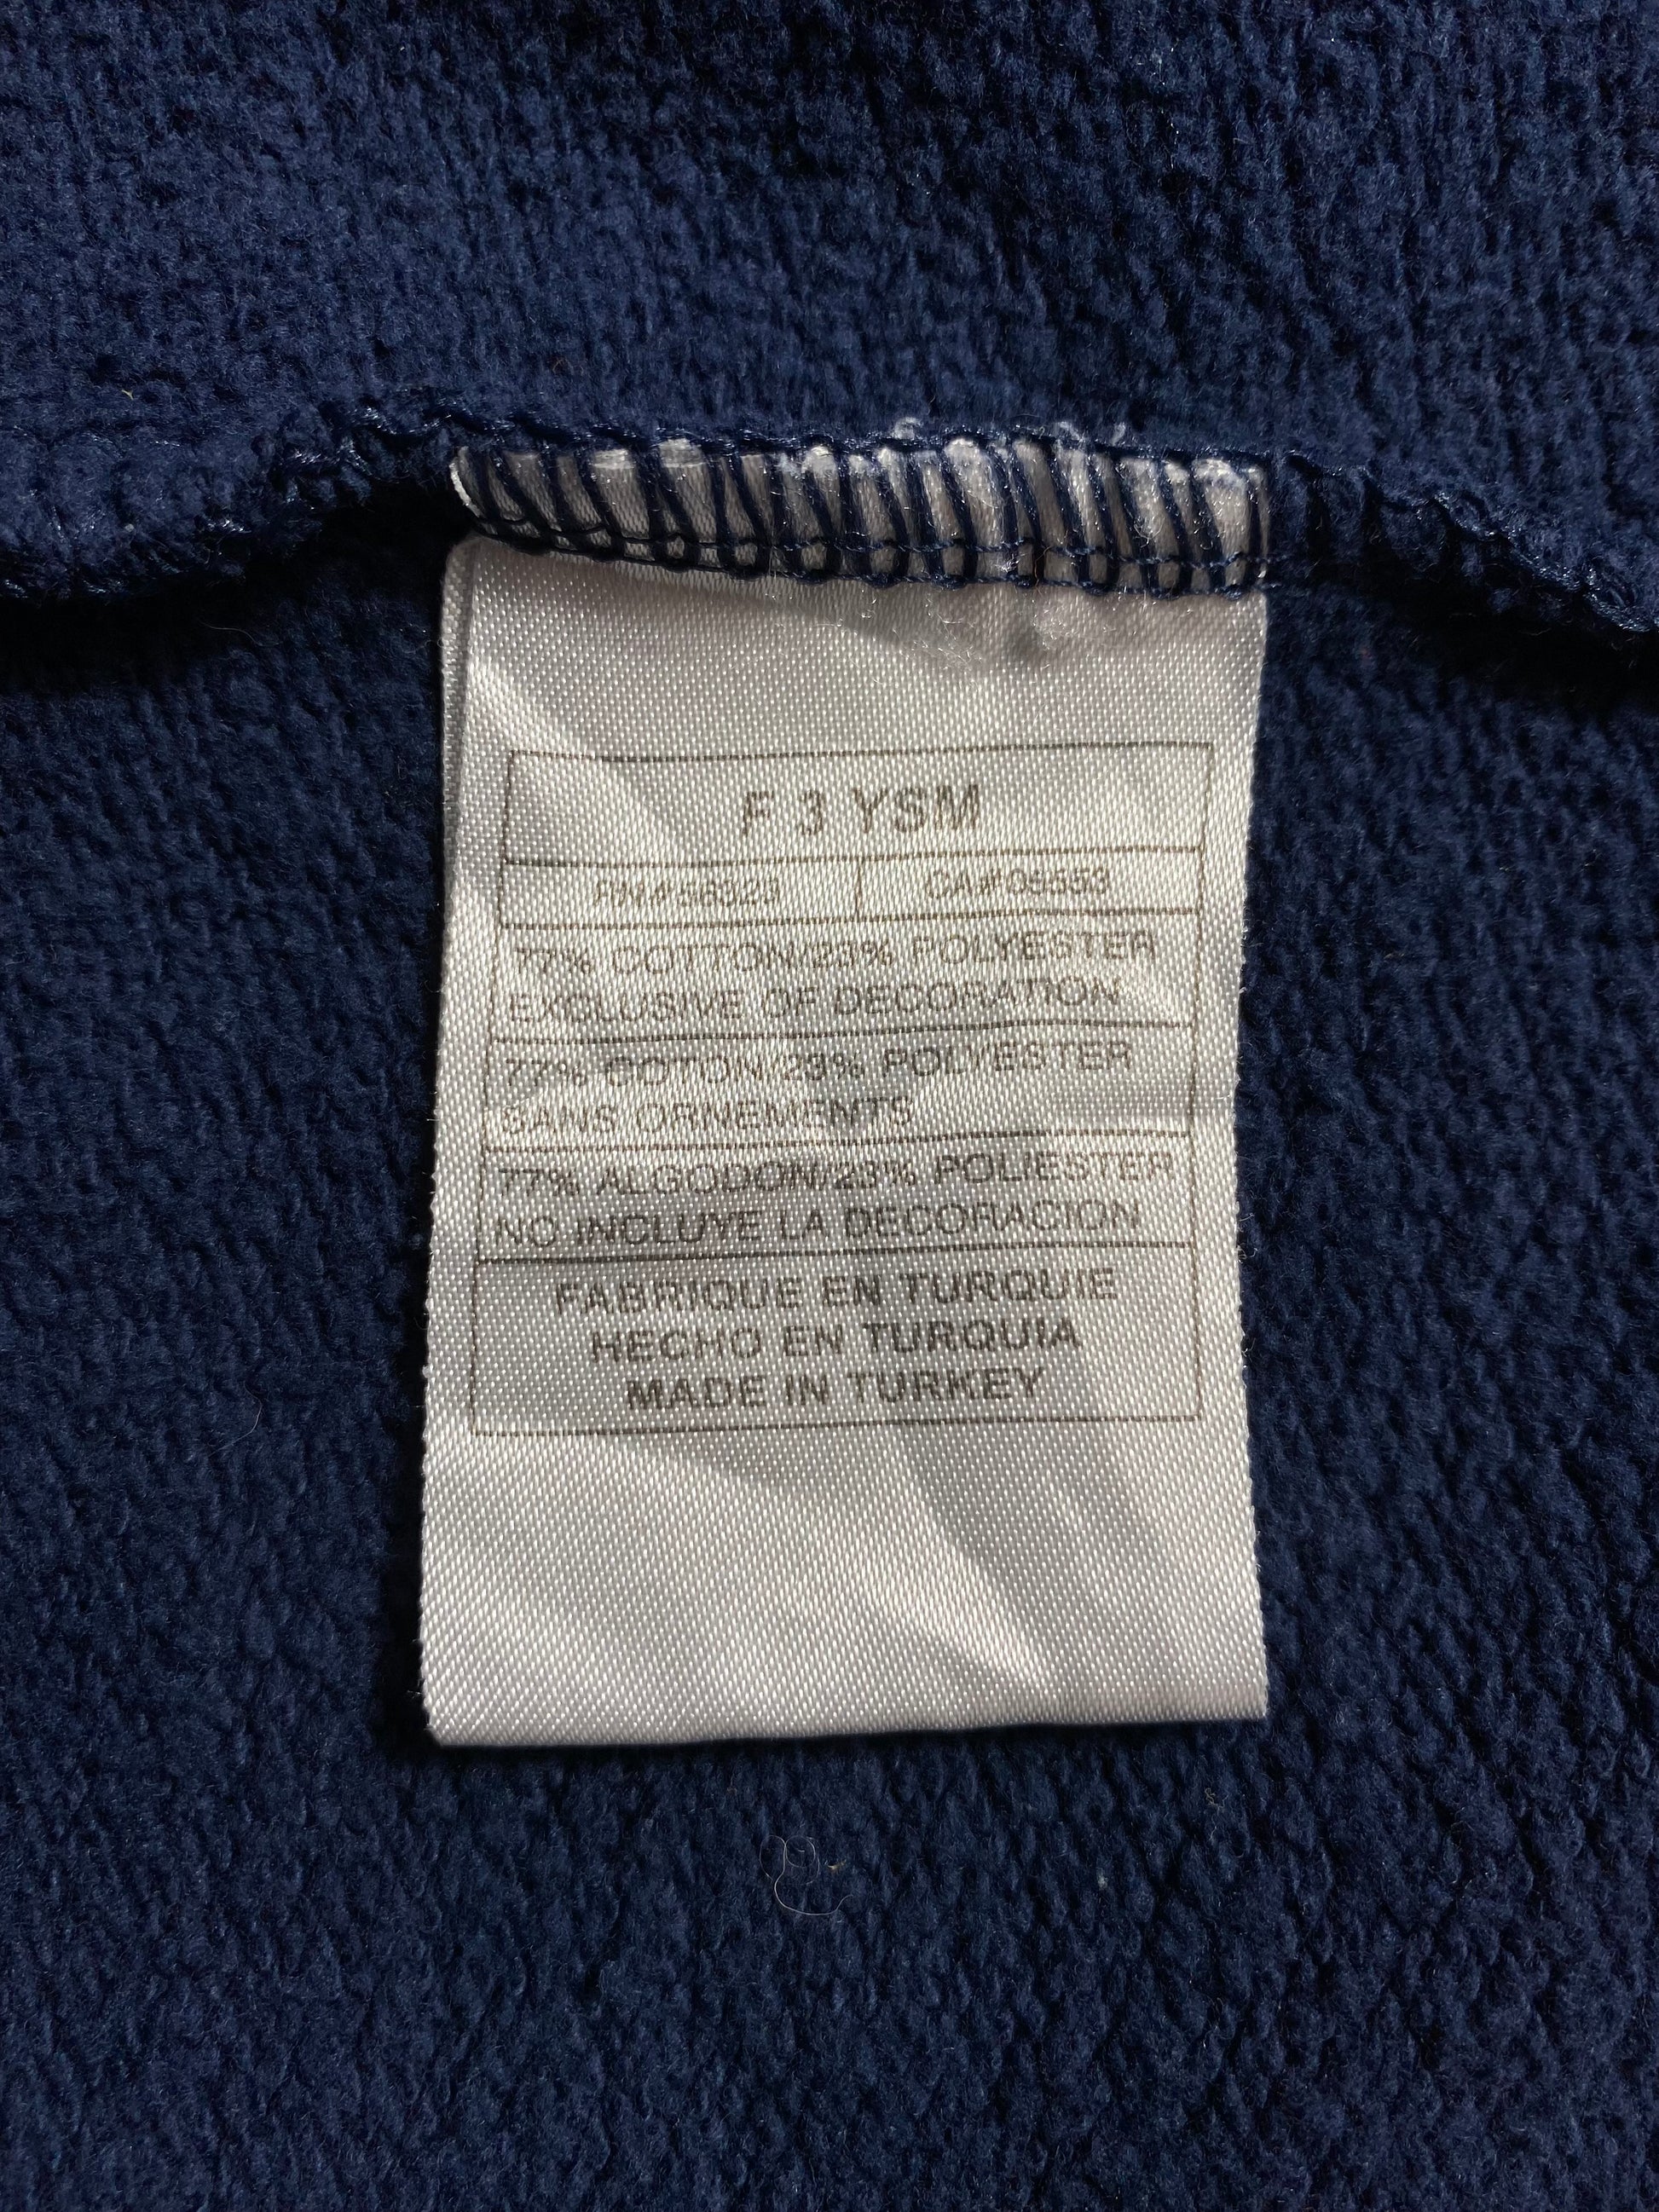 F 3 YSM
RN# 56323 CA# 05553
77% COTTON/23% POLYESTER
EXCLUSIVE OF DECORATION
77% COTON/23% POLYESTER
SANS ORNEMENTS
77% ALGODON/23% POLIESTER
NO INCLUYE LA DECORACION
FABRIQUE EN TURQUIE
HECHO EN TURQUIA
MADE IN TURKEY